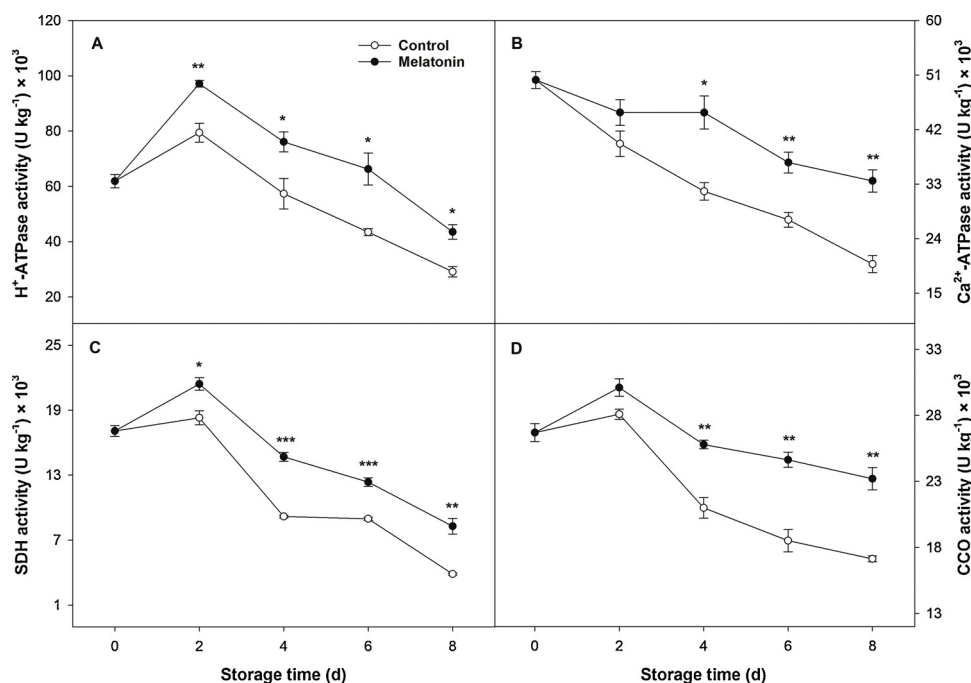 A
Control
Melatonin
B
H⁺-ATPase activity (U kg⁻¹) × 10³
120
100
80
60
40
20
** * * *
Ca²⁺-ATPase activity (U kg⁻¹) × 10³
60
51
42
33
24
15
* ** **
C
SDH activity (U kg⁻¹) × 10³
25
19
13
7
1
* *** *** **
D
CCO activity (U kg⁻¹) × 10³
33
28
23
18
13
** ** **
0 2 4 6 8
Storage time (d)
0 2 4 6 8
Storage time (d)